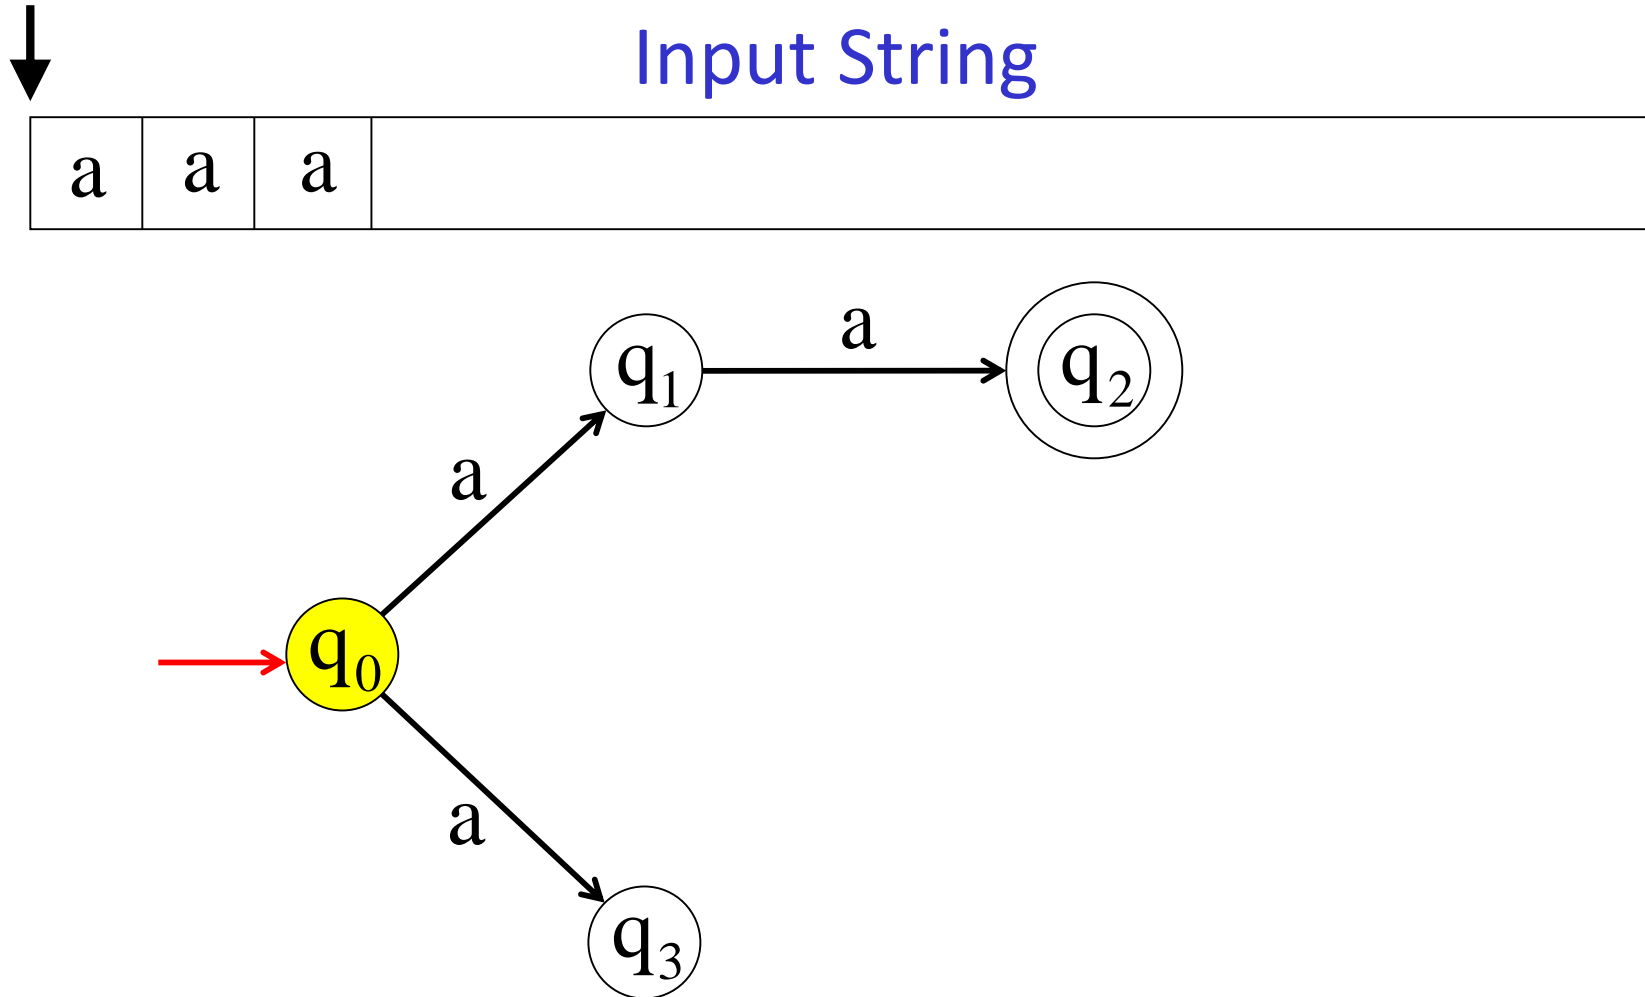 Input String
a a a
a
q₁ q₂
a
q₀
a
q₃